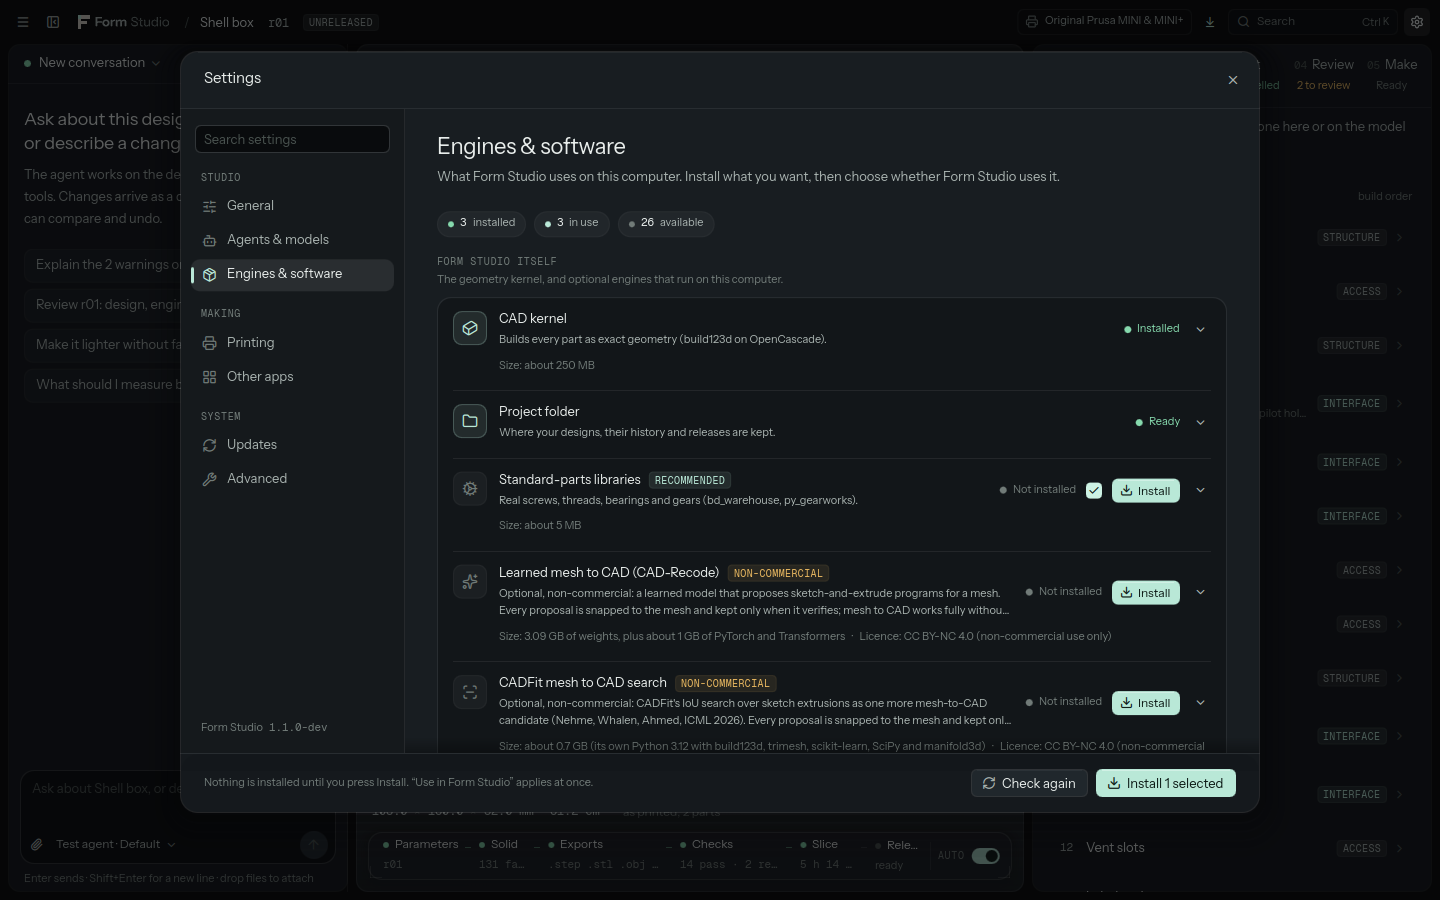 Form Studio / Shell box r01 UNRELEASED
Original Prusa MINI & MINI+
Search Ctrl K
New conversation
Ask about this desig
or describe a chang
The agent works on the de
tools. Changes arrive as a c
can compare and undo.
Explain the 2 warnings o
Review r01: design, engin
Make it lighter without fa
What should I measure b
Ask about Shell box, or de
Test agent · Default
Enter sends · Shift+Enter for a new line · drop files to attach
Settings
Search settings
STUDIO
General
Agents & models
Engines & software
MAKING
Printing
Other apps
SYSTEM
Updates
Advanced
Form Studio 1.1.0-dev
Engines & software
What Form Studio uses on this computer. Install what you want, then choose whether Form Studio uses it.
3 installed
3 in use
26 available
FORM STUDIO ITSELF
The geometry kernel, and optional engines that run on this computer.
CAD kernel
Builds every part as exact geometry (build123d on OpenCascade).
Size: about 250 MB
Installed
Project folder
Where your designs, their history and releases are kept.
Ready
Standard-parts libraries RECOMMENDED
Real screws, threads, bearings and gears (bd_warehouse, py_gearworks).
Size: about 5 MB
Not installed
Install
Learned mesh to CAD (CAD-Recode) NON-COMMERCIAL
Optional, non-commercial: a learned model that proposes sketch-and-extrude programs for a mesh.
Every proposal is snapped to the mesh and kept only when it verifies; mesh to CAD works fully withou...
Size: 3.09 GB of weights, plus about 1 GB of PyTorch and Transformers · Licence: CC BY-NC 4.0 (non-commercial use only)
Not installed
Install
CADFit mesh to CAD search NON-COMMERCIAL
Optional, non-commercial: CADFit's IoU search over sketch extrusions as one more mesh-to-CAD
candidate (Nehme, Whalen, Ahmed, ICML 2026). Every proposal is snapped to the mesh and kept onl...
Size: about 0.7 GB (its own Python 3.12 with build123d, trimesh, scikit-learn, SciPy and manifold3d) · Licence: CC BY-NC 4.0 (non-commercial
Not installed
Install
Nothing is installed until you press Install. “Use in Form Studio” applies at once.
Check again
Install 1 selected
04 Review 05 Make
lled 2 to review Ready
one here or on the model
build order
STRUCTURE
ACCESS
STRUCTURE
INTERFACE
pilot hol...
INTERFACE
INTERFACE
ACCESS
ACCESS
STRUCTURE
INTERFACE
INTERFACE
12 Vent slots ACCESS
as printed, 2 parts
Parameters ... Solid ... Exports ... Checks ... Slice ... Rele...
r01 131 fa... .step .stl .obj ... 14 pass · 2 re... 5 h 14 ... ready
AUTO